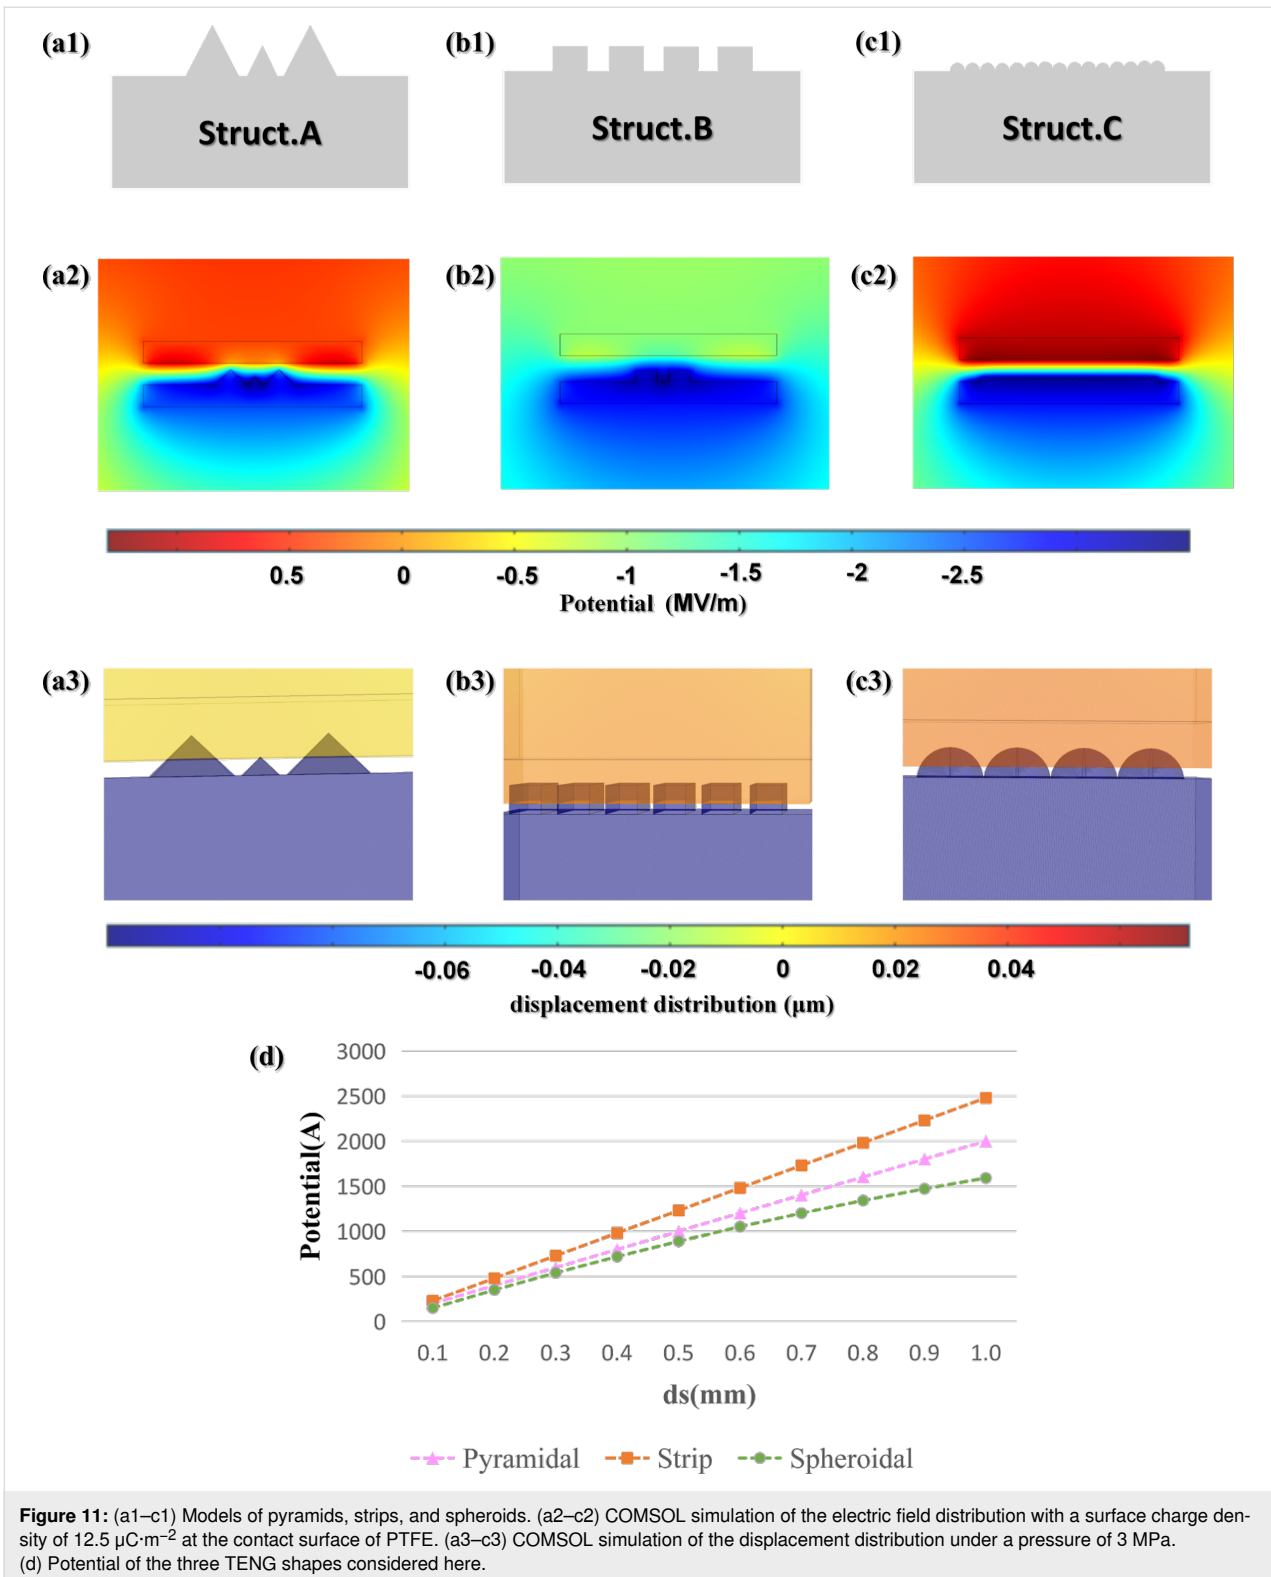 (a1) (b1) (c1)
Struct.A Struct.B Struct.C
(a2) (b2) (c2)
0.5 0 -0.5 -1 -1.5 -2 -2.5
Potential (MV/m)
(a3) (b3) (c3)
-0.06 -0.04 -0.02 0 0.02 0.04
displacement distribution (μm)
(d)
3000
2500
2000
1500
1000
500
0
Potential(A)
0.1 0.2 0.3 0.4 0.5 0.6 0.7 0.8 0.9 1.0
ds(mm)
Pyramidal Strip Spheroidal
Figure 11: (a1–c1) Models of pyramids, strips, and spheroids. (a2–c2) COMSOL simulation of the electric field distribution with a surface charge den-
sity of 12.5 μC·m⁻² at the contact surface of PTFE. (a3–c3) COMSOL simulation of the displacement distribution under a pressure of 3 MPa.
(d) Potential of the three TENG shapes considered here.